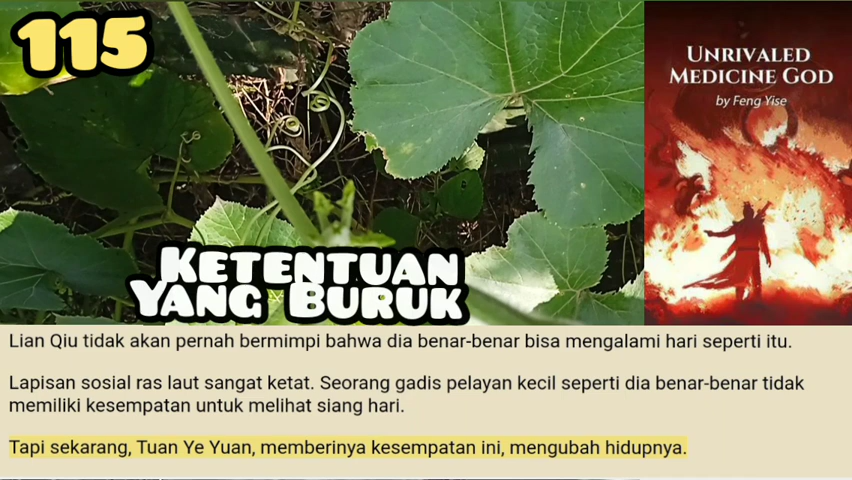 115
UNRIVALED
MEDICINE GOD
by Feng Yise
KETENTUAN
YANG BURUK
Lian Qiu tidak akan pernah bermimpi bahwa dia benar-benar bisa mengalami hari seperti itu.
Lapisan sosial ras laut sangat ketat. Seorang gadis pelayan kecil seperti dia benar-benar tidak
memiliki kesempatan untuk melihat siang hari.
Tapi sekarang, Tuan Ye Yuan, memberinya kesempatan ini, mengubah hidupnya.